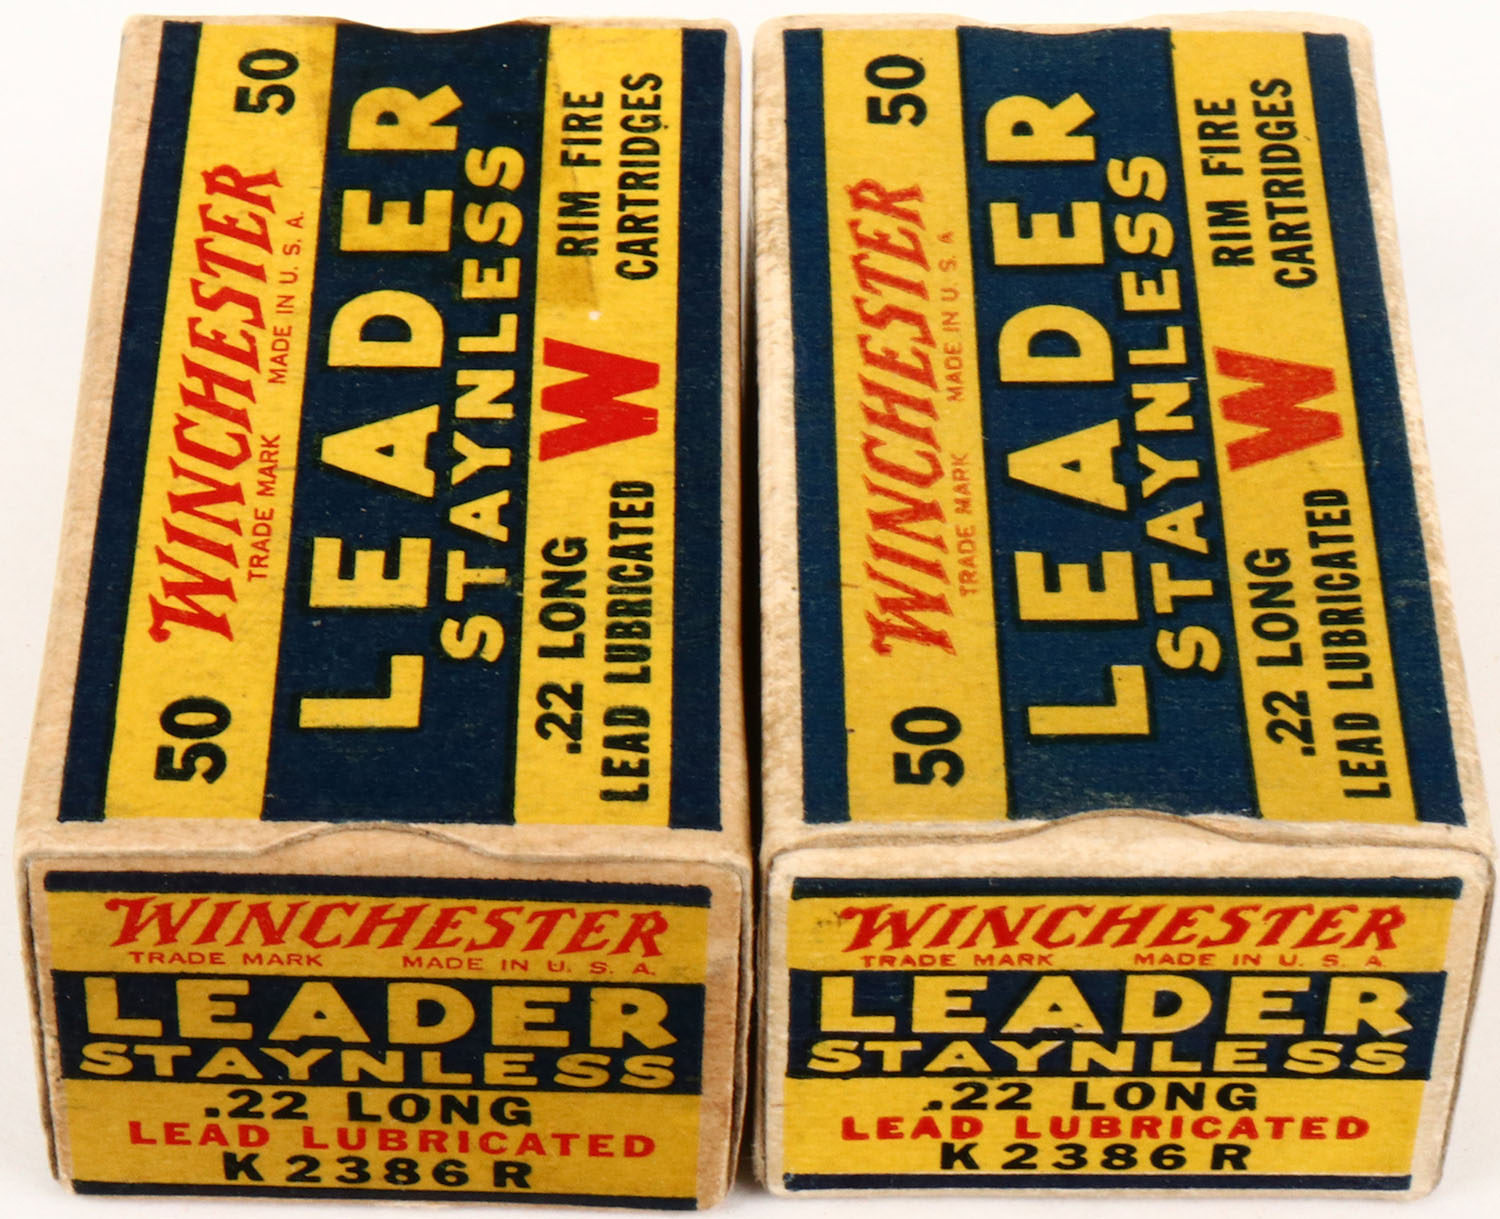 50 WINCHESTER 50
TRADE MARK MADE IN U. S. A.
LEADER
STAYNLESS
.22 LONG W RIM FIRE
LEAD LUBRICATED CARTRIDGES
WINCHESTER
TRADE MARK MADE IN U. S. A.
LEADER
STAYNLESS
.22 LONG
LEAD LUBRICATED
K 2386 R
50 WINCHESTER 50
TRADE MARK MADE IN U. S. A
LEADER
STAYNLESS
.22 LONG W RIM FIRE
LEAD LUBRICATED CARTRIDGES
WINCHESTER
TRADE MARK MADE IN U. S. A
LEADER
STAYNLESS
.22 LONG
LEAD LUBRICATED
K 2386 R